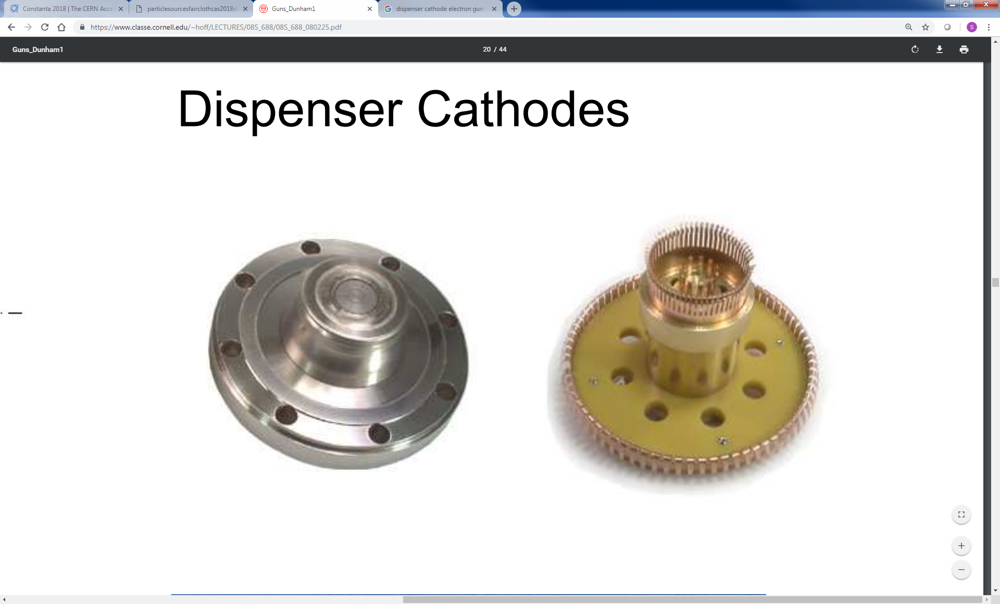 Constanta 2018 | The CERN Acce
particlesourcesfairclothcas2018sl
Guns_Dunham1
dispenser cathode electron gun -
https://www.classe.cornell.edu/~hoff/LECTURES/08S_688/08S_688_080225.pdf
S
Guns_Dunham1
20 / 44
Dispenser Cathodes